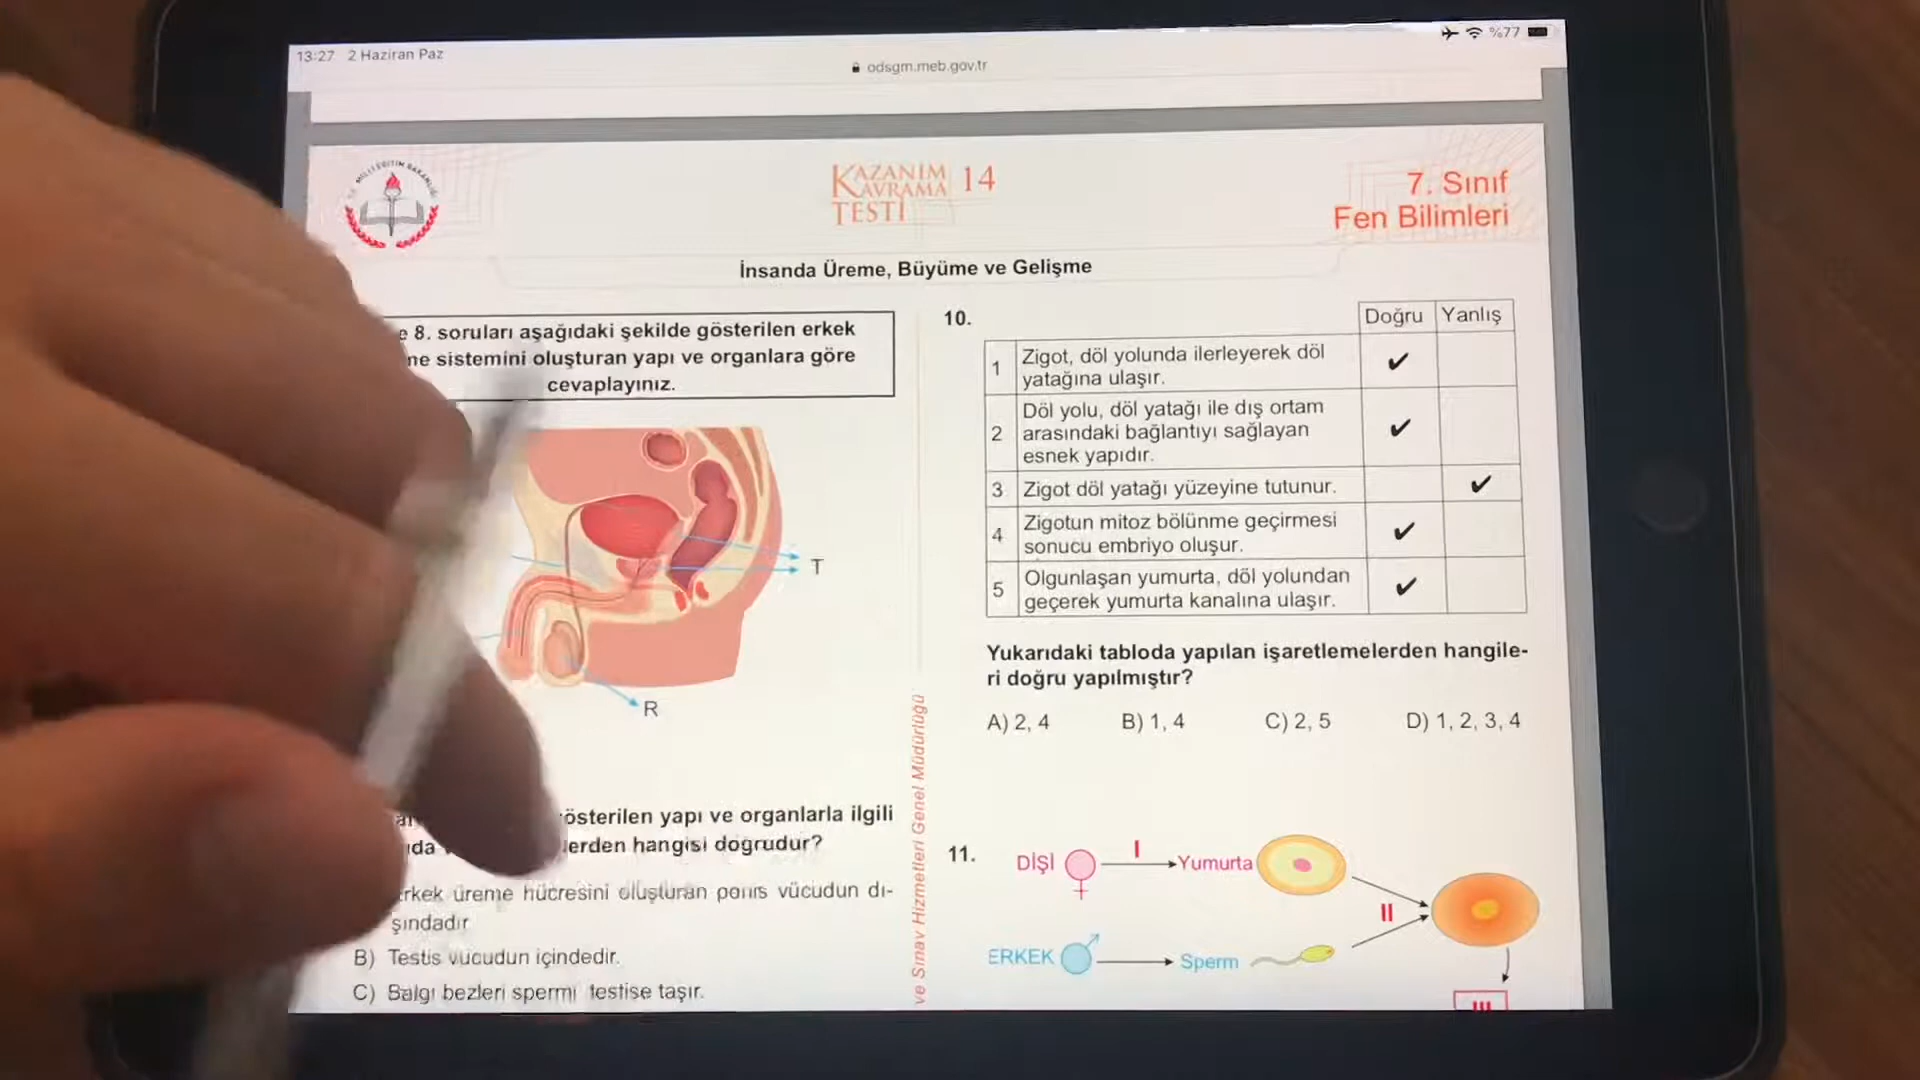 13:27 2 Haziran Paz
%77
odsgm.meb.gov.tr
KAZANIM
KAVRAMA
TESTİ
14
7. Sınıf
Fen Bilimleri
İnsanda Üreme, Büyüme ve Gelişme
8. soruları aşağıdaki şekilde gösterilen erkek
sistemini oluşturan yapı ve organlara göre
cevaplayınız.
T
R
österilen yapı ve organlarla ilgili
lerden hangisi doğrudur?
rkek üreme hücresini oluşturan penis vücudun dı-
şındadır
B) Testis vücudun içindedir.
C) Salgı bezleri spermi testise taşır.
ve Sınav Hizmetleri Genel Müdürlüğü
10.
Doğru Yanlış
1 Zigot, döl yolunda ilerleyerek döl
yatağına ulaşır. ✔
2 Döl yolu, döl yatağı ile dış ortam
arasındaki bağlantıyı sağlayan
esnek yapıdır. ✔
3 Zigot döl yatağı yüzeyine tutunur. ✔
4 Zigotun mitoz bölünme geçirmesi
sonucu embriyo oluşur. ✔
5 Olgunlaşan yumurta, döl yolundan
geçerek yumurta kanalına ulaşır. ✔
Yukarıdaki tabloda yapılan işaretlemelerden hangile-
ri doğru yapılmıştır?
A) 2, 4 B) 1, 4 C) 2, 5 D) 1, 2, 3, 4
11.
DİŞİ I Yumurta
II
ERKEK Sperm
III